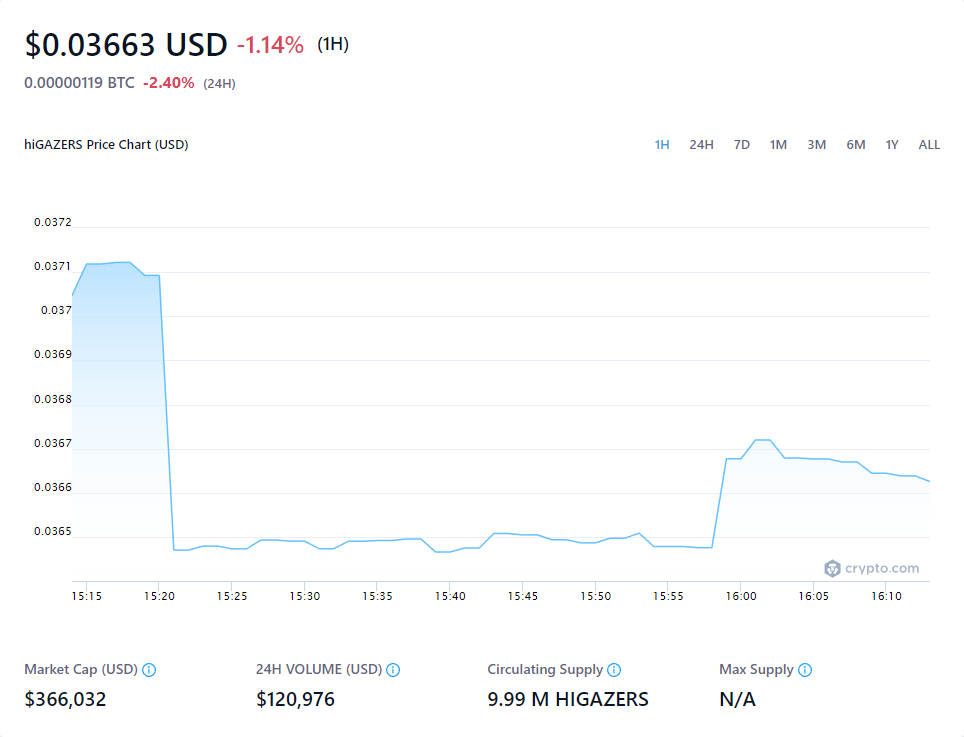 $0.03663 USD -1.14% (1H)
0.00000119 BTC -2.40% (24H)
hiGAZERS Price Chart (USD) 1H 24H 7D 1M 3M 6M 1Y ALL
0.0372
0.0371
0.037
0.0369
0.0368
0.0367
0.0366
0.0365
crypto.com
15:15 15:20 15:25 15:30 15:35 15:40 15:45 15:50 15:55 16:00 16:05 16:10
Market Cap (USD) 24H VOLUME (USD) Circulating Supply Max Supply
$366,032 $120,976 9.99 M HIGAZERS N/A